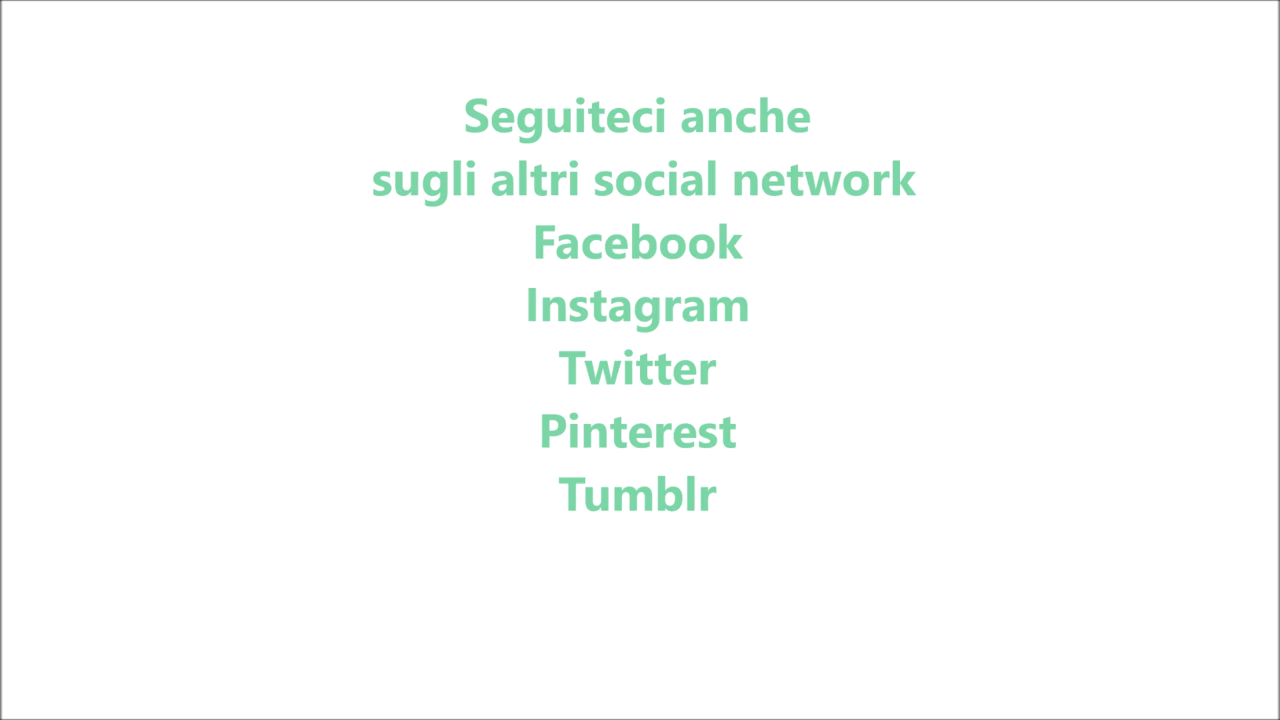 Seguiteci anche
sugli altri social network
Facebook
Instagram
Twitter
Pinterest
Tumblr